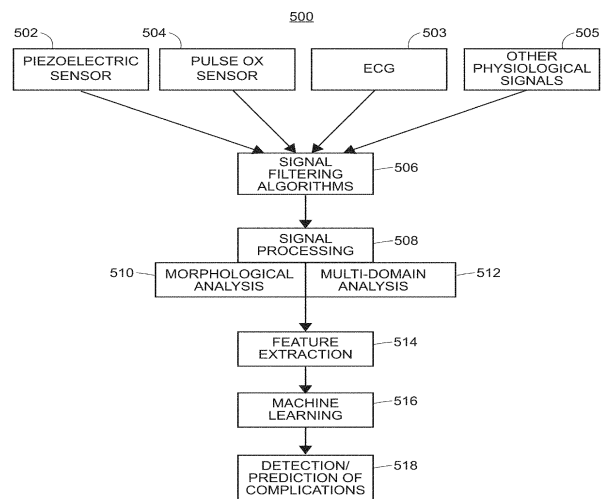 500
502
504
503
505
PIEZOELECTRIC
SENSOR
PULSE OX
SENSOR
ECG
OTHER
PHYSIOLOGICAL
SIGNALS
SIGNAL
FILTERING
ALGORITHMS
506
SIGNAL
PROCESSING
508
510
MORPHOLOGICAL
ANALYSIS
MULTI-DOMAIN
ANALYSIS
512
FEATURE
EXTRACTION
514
MACHINE
LEARNING
516
DETECTION/
PREDICTION OF
COMPLICATIONS
518